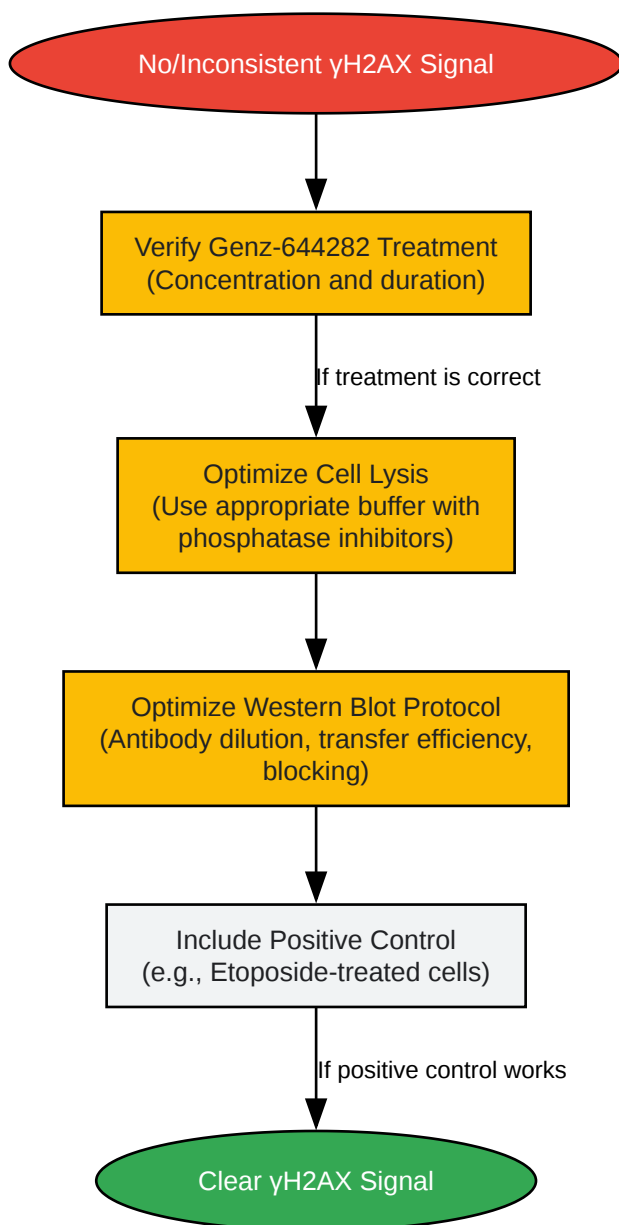 No/Inconsistent γH2AX Signal
Verify Genz-644282 Treatment
(Concentration and duration)
If treatment is correct
Optimize Cell Lysis
(Use appropriate buffer with
phosphatase inhibitors)
Optimize Western Blot Protocol
(Antibody dilution, transfer efficiency,
blocking)
Include Positive Control
(e.g., Etoposide-treated cells)
If positive control works
Clear γH2AX Signal